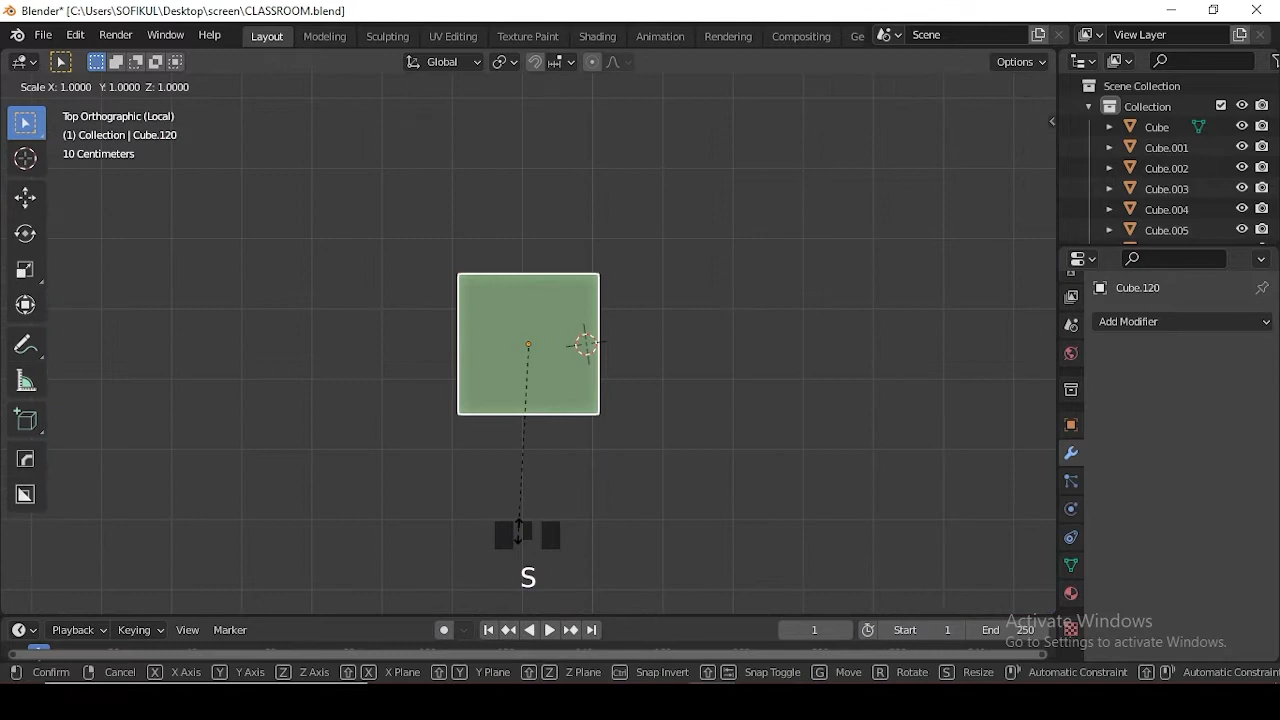 Blender* [C:\Users\SOFIKUL\Desktop\screen\CLASSROOM.blend]
File Edit Render Window Help Layout Modeling Sculpting UV Editing Texture Paint Shading Animation Rendering Compositing Ge Scene View Layer
Global Options
Scale X: 1.0000 Y: 1.0000 Z: 1.0000
Top Orthographic (Local)
(1) Collection | Cube.120
10 Centimeters
Scene Collection
Collection
Cube
Cube.001
Cube.002
Cube.003
Cube.004
Cube.005
Cube.120
Add Modifier
S
Activate Windows
Go to Settings to activate Windows.
Playback Keying View Marker 1 Start 1 End 250
Confirm Cancel X X Axis Y Y Axis Z Z Axis X X Plane Y Y Plane Z Z Plane Ctrl Snap Invert Snap Toggle G Move R Rotate S Resize Automatic Constraint Automatic Constraint